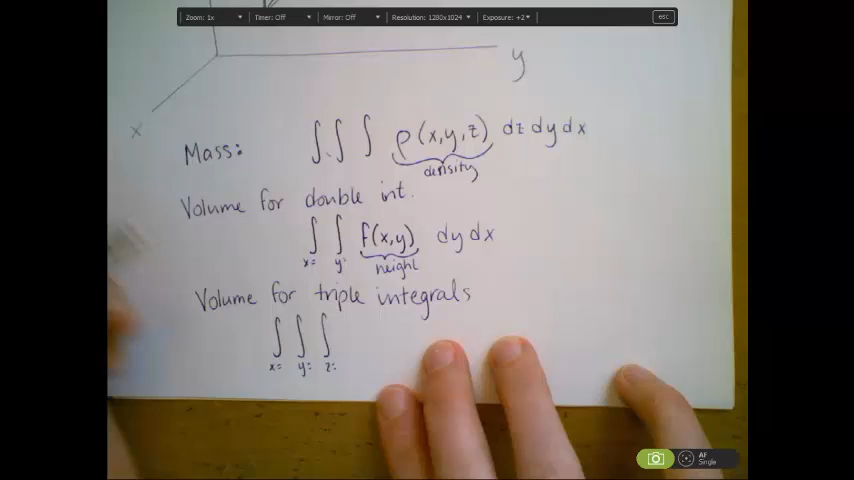 Zoom: 1x Timer: Off Mirror: Off Resolution: 1280x1024 Exposure: +2 esc
y
x
Mass: ∫∫∫ ρ(x,y,z) dz dy dx
density
Volume for double int.
∫∫ f(x,y) dy dx
x= y= height
Volume for triple integrals
∫∫∫
x= y= z=
AF
Single